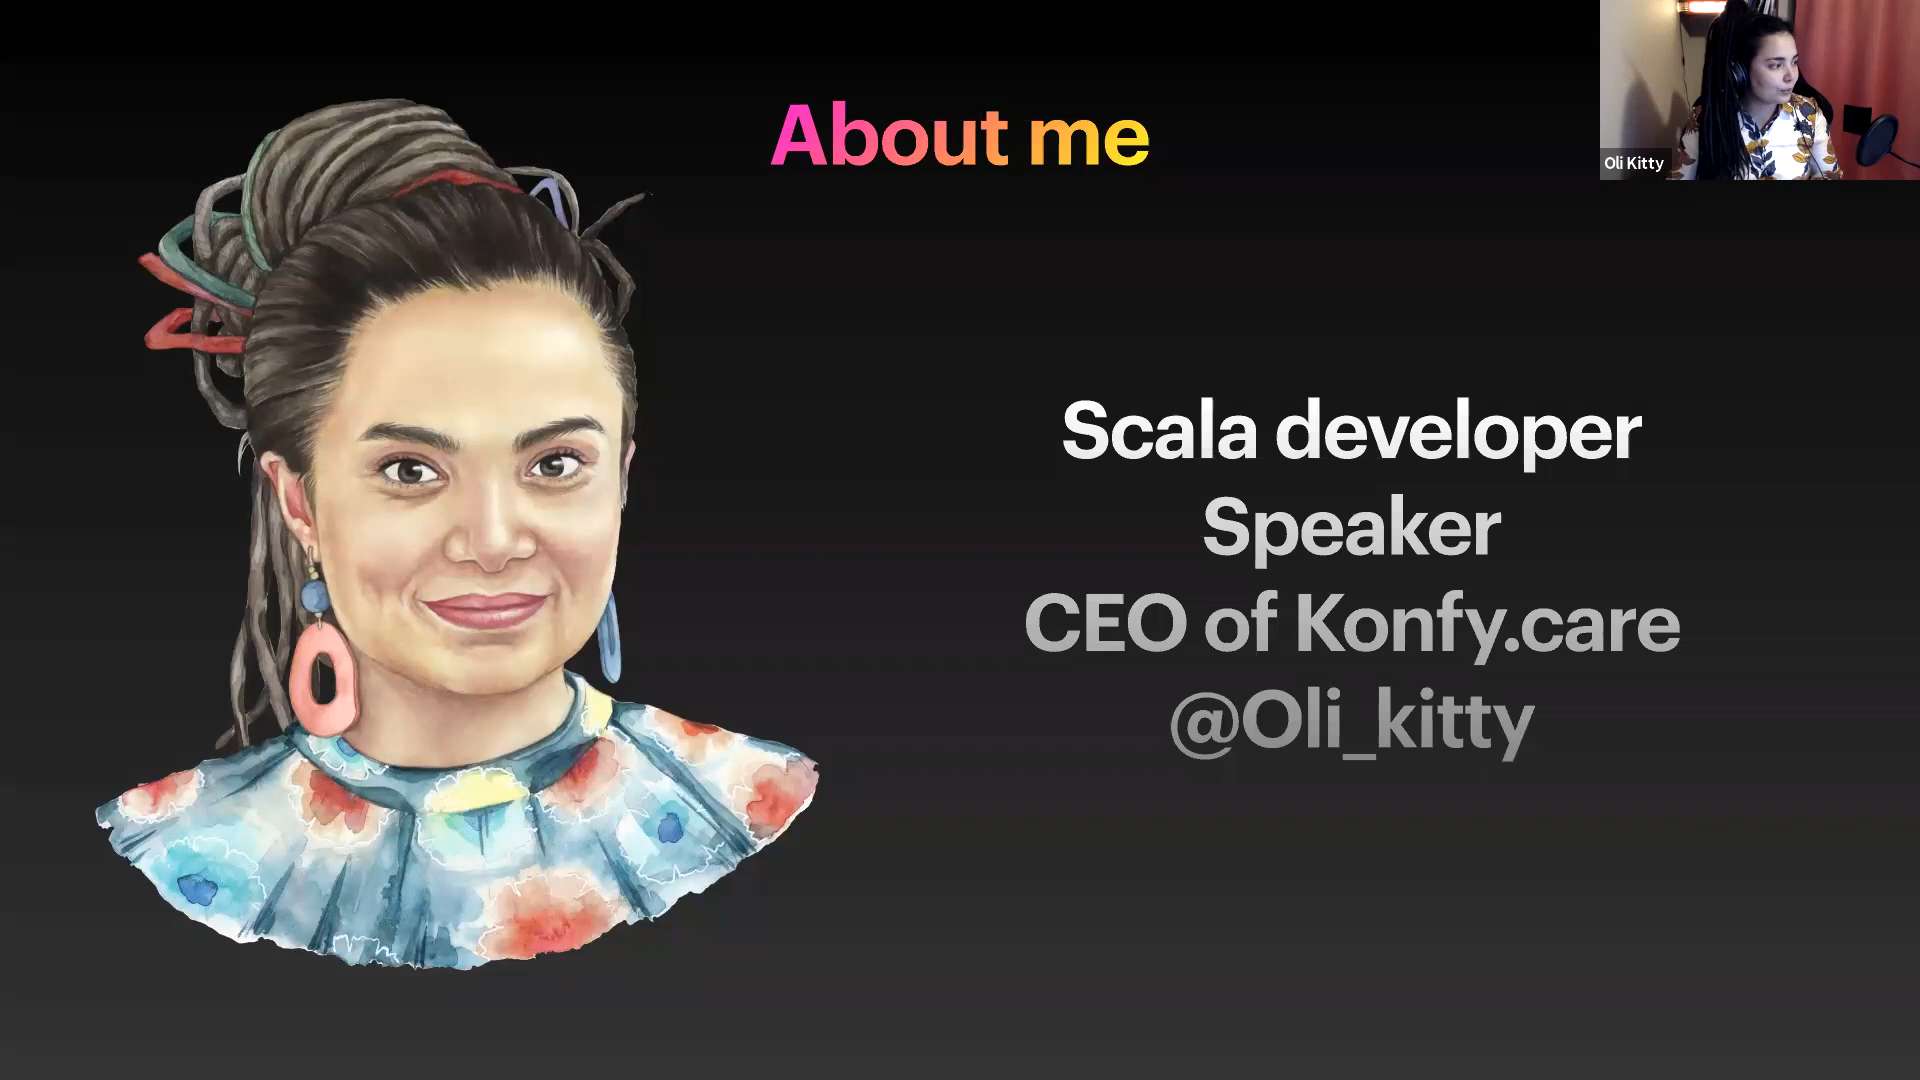 About me
Oli Kitty
Scala developer
Speaker
CEO of Konfy.care
@Oli_kitty